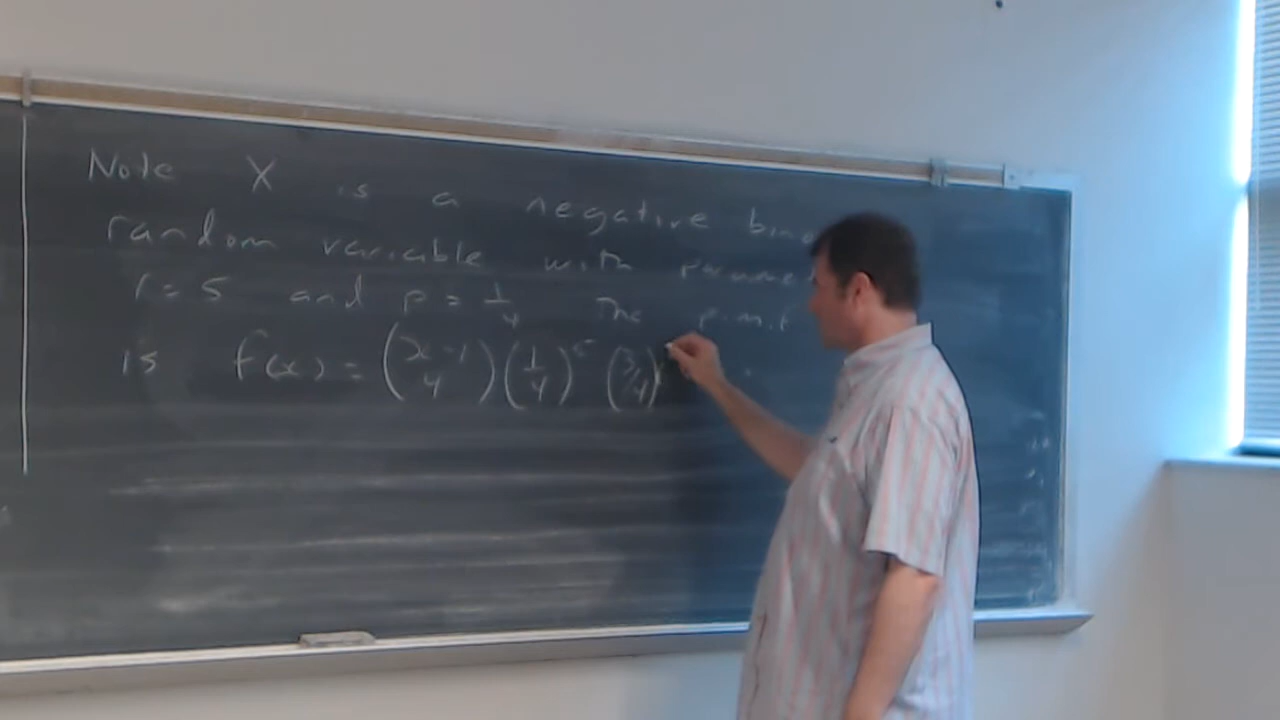 Note X is a negative bino
random variable with parame
r = 5 and p = 1/4 The p.m.f
is f(x) = (x-1 4)(1/4)^5 (3/4)